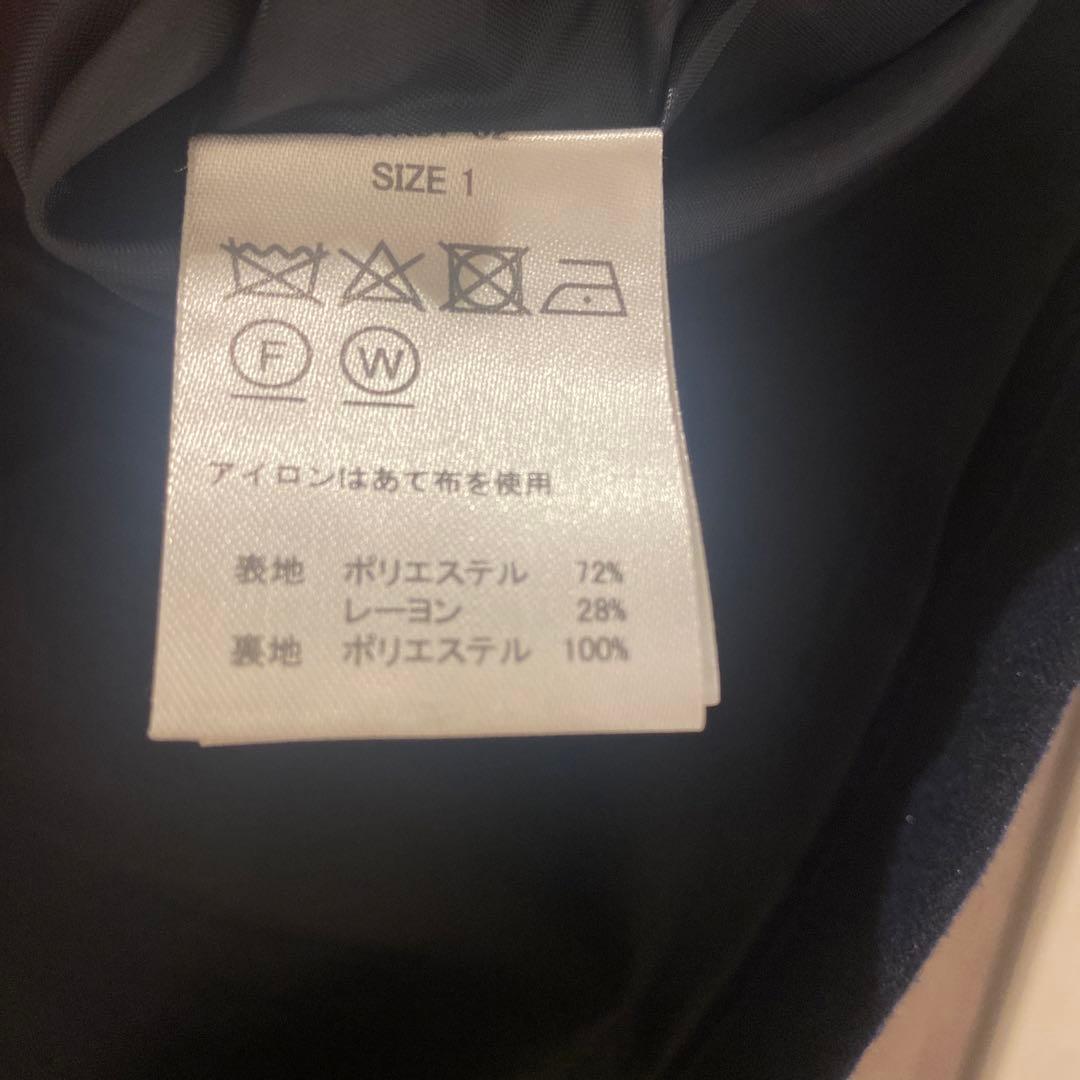 SIZE 1
F W
アイロンはあて布を使用
表地 ポリエステル 72%
レーヨン 28%
裏地 ポリエステル 100%